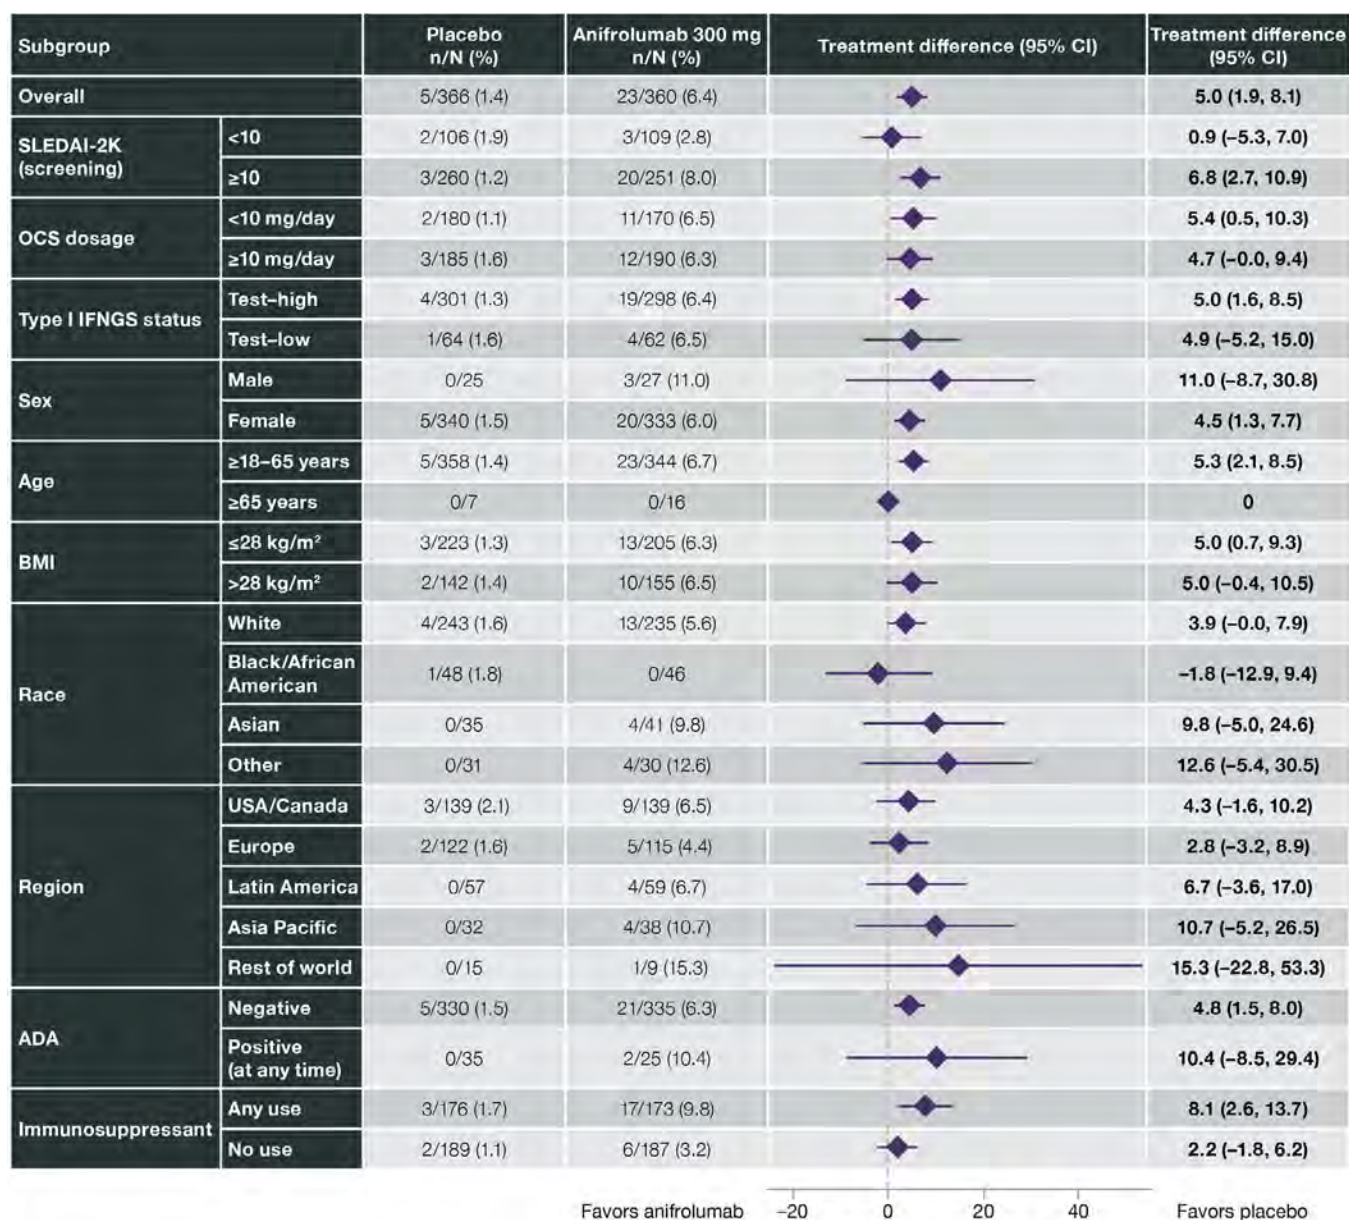 Subgroup Placebo n/N (%) Anifrolumab 300 mg n/N (%) Treatment difference (95% CI) Treatment difference (95% CI)
Overall 5/366 (1.4) 23/360 (6.4) 5.0 (1.9, 8.1)
SLEDAI-2K (screening) <10 2/106 (1.9) 3/109 (2.8) 0.9 (–5.3, 7.0)
≥10 3/260 (1.2) 20/251 (8.0) 6.8 (2.7, 10.9)
OCS dosage <10 mg/day 2/180 (1.1) 11/170 (6.5) 5.4 (0.5, 10.3)
≥10 mg/day 3/185 (1.6) 12/190 (6.3) 4.7 (–0.0, 9.4)
Type I IFNGS status Test–high 4/301 (1.3) 19/298 (6.4) 5.0 (1.6, 8.5)
Test–low 1/64 (1.6) 4/62 (6.5) 4.9 (–5.2, 15.0)
Sex Male 0/25 3/27 (11.0) 11.0 (–8.7, 30.8)
Female 5/340 (1.5) 20/333 (6.0) 4.5 (1.3, 7.7)
Age ≥18–65 years 5/358 (1.4) 23/344 (6.7) 5.3 (2.1, 8.5)
≥65 years 0/7 0/16 0
BMI ≤28 kg/m² 3/223 (1.3) 13/205 (6.3) 5.0 (0.7, 9.3)
>28 kg/m² 2/142 (1.4) 10/155 (6.5) 5.0 (–0.4, 10.5)
Race White 4/243 (1.6) 13/235 (5.6) 3.9 (–0.0, 7.9)
Black/African American 1/48 (1.8) 0/46 –1.8 (–12.9, 9.4)
Asian 0/35 4/41 (9.8) 9.8 (–5.0, 24.6)
Other 0/31 4/30 (12.6) 12.6 (–5.4, 30.5)
Region USA/Canada 3/139 (2.1) 9/139 (6.5) 4.3 (–1.6, 10.2)
Europe 2/122 (1.6) 5/115 (4.4) 2.8 (–3.2, 8.9)
Latin America 0/57 4/59 (6.7) 6.7 (–3.6, 17.0)
Asia Pacific 0/32 4/38 (10.7) 10.7 (–5.2, 26.5)
Rest of world 0/15 1/9 (15.3) 15.3 (–22.8, 53.3)
ADA Negative 5/330 (1.5) 21/335 (6.3) 4.8 (1.5, 8.0)
Positive (at any time) 0/35 2/25 (10.4) 10.4 (–8.5, 29.4)
Immunosuppressant Any use 3/176 (1.7) 17/173 (9.8) 8.1 (2.6, 13.7)
No use 2/189 (1.1) 6/187 (3.2) 2.2 (–1.8, 6.2)
Favors anifrolumab –20 0 20 40 Favors placebo